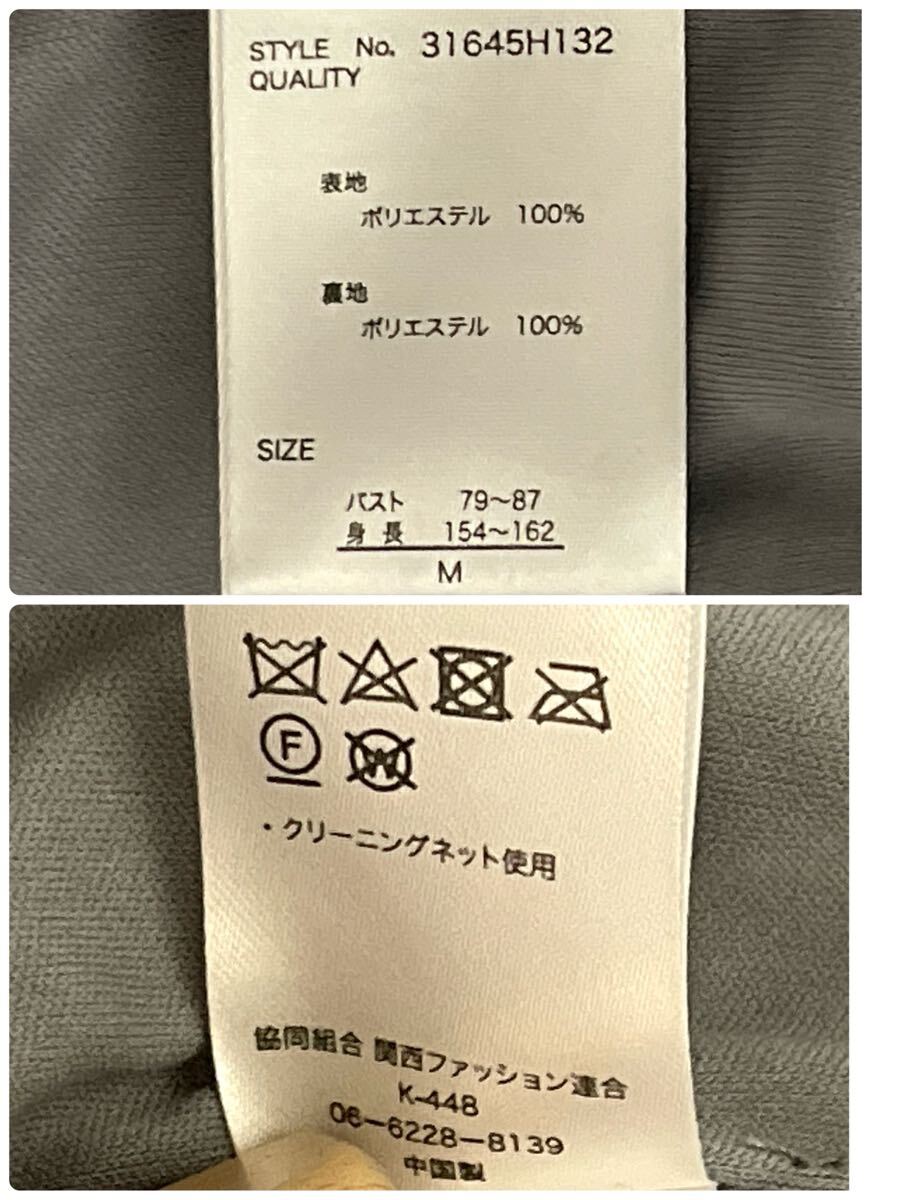 STYLE No. 31645H132
QUALITY
表地
ポリエステル 100%
裏地
ポリエステル 100%
SIZE
バスト 79〜87
身長 154〜162
M
F
W
・クリーニングネット使用
協同組合 関西ファッション連合
K-448
06-6228-8139
中国製